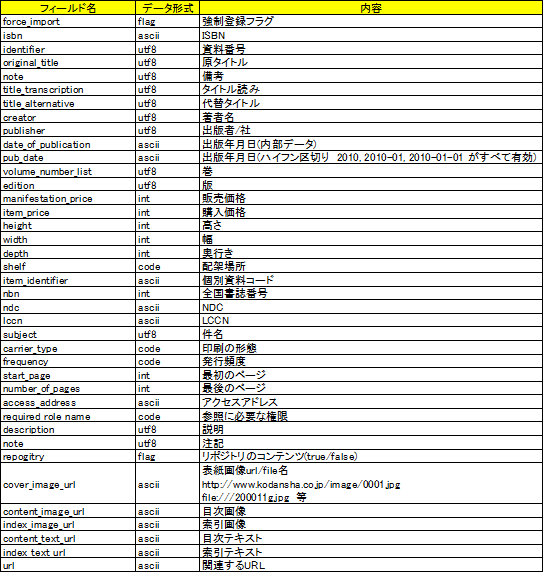 フィールド名 データ形式 内容
force_import flag 強制登録フラグ
isbn ascii ISBN
identifier utf8 資料番号
original_title utf8 原タイトル
note utf8 備考
title_transcription utf8 タイトル読み
title_alternative utf8 代替タイトル
creator utf8 著者名
publisher utf8 出版者/社
date_of_publication ascii 出版年月日(内部データ)
pub_date ascii 出版年月日(ハイフン区切り 2010, 2010-01, 2010-01-01 がすべて有効)
volume_number_list utf8 巻
edition utf8 版
manifestation_price int 販売価格
item_price int 購入価格
height int 高さ
width int 幅
depth int 奥行き
shelf code 配架場所
item_identifier ascii 個別資料コード
nbn int 全国書誌番号
ndc ascii NDC
lccn ascii LCCN
subject utf8 件名
carrier_type code 印刷の形態
frequency code 発行頻度
start_page int 最初のページ
number_of_pages int 最後のページ
access_address ascii アクセスアドレス
required role name code 参照に必要な権限
description utf8 説明
note utf8 注記
repogitry flag リポジトリのコンテンツ(true/false)
cover_image_url ascii 表紙画像url/file名
http://www.kodansha.co.jp/image/0001.jpg
file:///200011g.jpg 等
content_image_url ascii 目次画像
index_image_url ascii 索引画像
content_text_url ascii 目次テキスト
index text url ascii 索引テキスト
url ascii 関連するURL